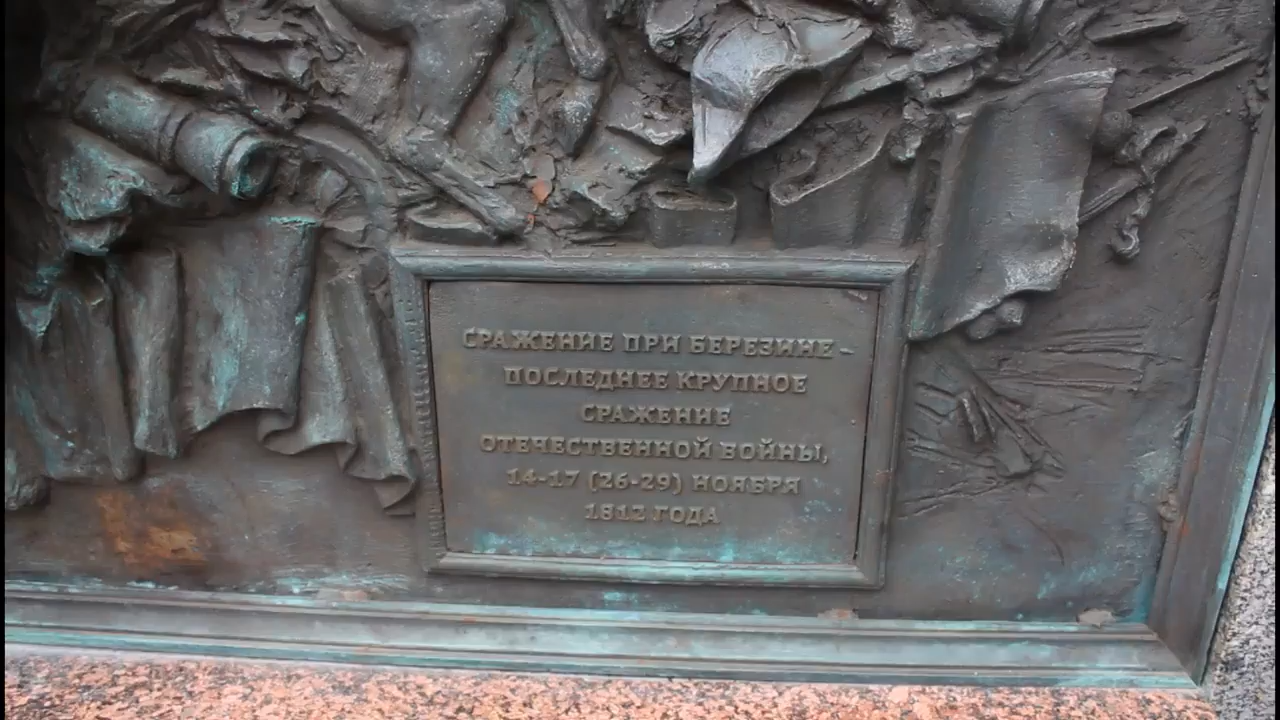 СРАЖЕНИЕ ПРИ БЕРЕЗИНЕ –
ПОСЛЕДНЕЕ КРУПНОЕ
СРАЖЕНИЕ
ОТЕЧЕСТВЕННОЙ ВОЙНЫ,
14-17 (26-29) НОЯБРЯ
1812 ГОДА